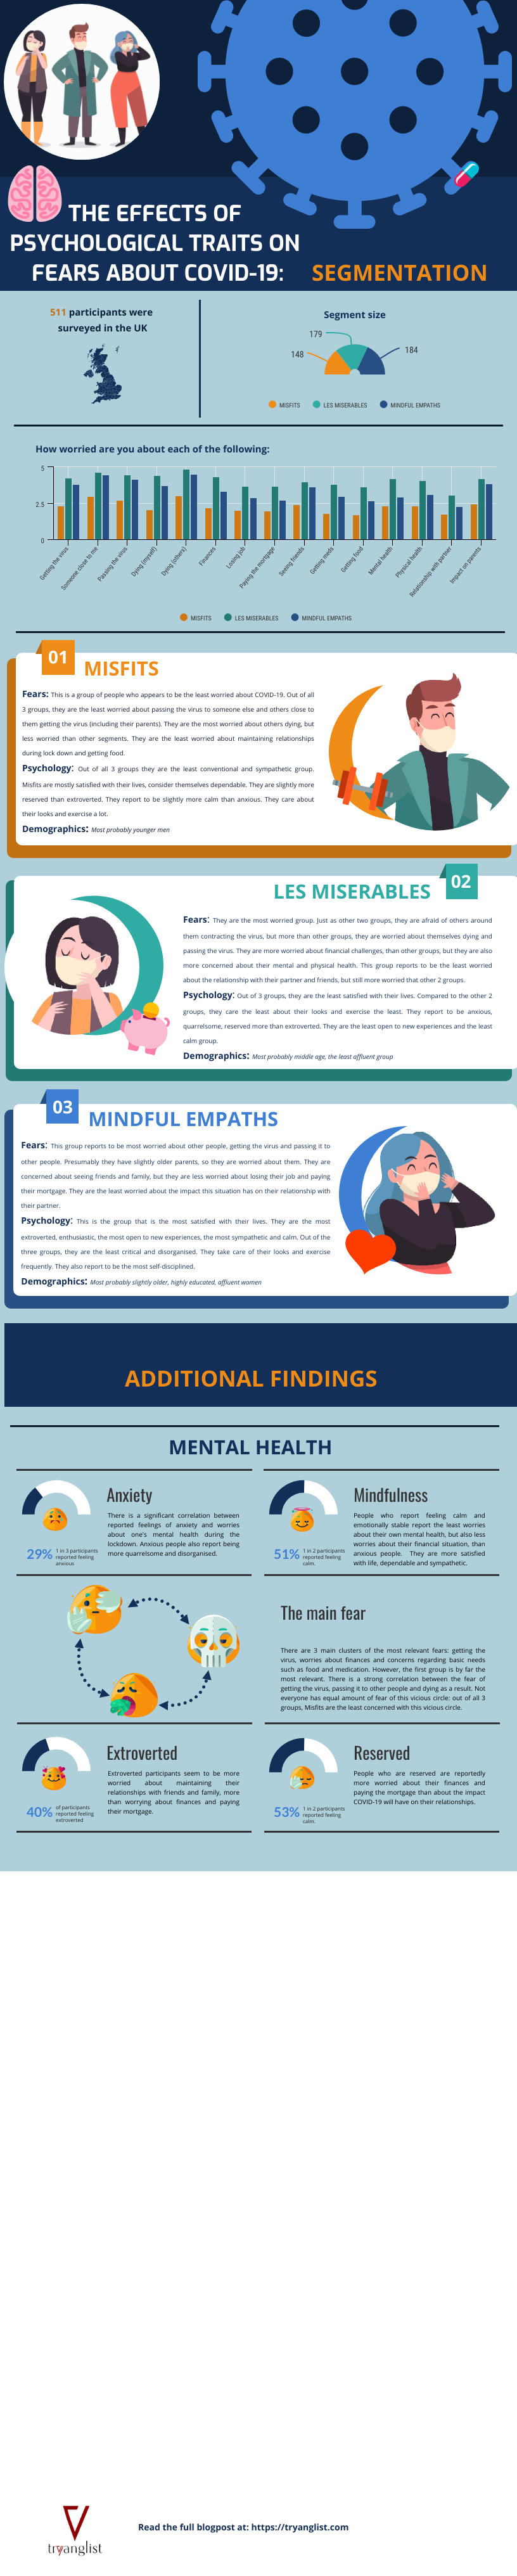 THE EFFECTS OF
PSYCHOLOGICAL TRAITS ON
FEARS ABOUT COVID-19: SEGMENTATION
511 participants were
surveyed in the UK
Segment size
179
148
184
MISFITS LES MISERABLES MINDFUL EMPATHS
How worried are you about each of the following:
5
2.5
0
Getting the virus
Someone close to me
Passing the virus
Dying (myself)
Dying (others)
Finances
Losing job
Paying the mortgage
Seeing friends
Getting meds
Getting food
Mental health
Physical health
Relationship with partner
Impact on parents
MISFITS LES MISERABLES MINDFUL EMPATHS
01
MISFITS
Fears: This is a group of people who appears to be the least worried about COVID-19. Out of all
3 groups, they are the least worried about passing the virus to someone else and others close to
them getting the virus (including their parents). They are the most worried about others dying, but
less worried than other segments. They are the least worried about maintaining relationships
during lock down and getting food.
Psychology: Out of all 3 groups they are the least conventional and sympathetic group.
Misfits are mostly satisfied with their lives, consider themselves dependable. They are slightly more
reserved than extroverted. They report to be slightly more calm than anxious. They care about
their looks and exercise a lot.
Demographics: Most probably younger men
02
LES MISERABLES
Fears: They are the most worried group. Just as other two groups, they are afraid of others around
them contracting the virus, but more than other groups, they are worried about themselves dying and
passing the virus. They are more worried about financial challenges, than other groups, but they are also
more concerned about their mental and physical health. This group reports to be the least worried
about the relationship with their partner and friends, but still more worried that other 2 groups.
Psychology: Out of 3 groups, they are the least satisfied with their lives. Compared to the other 2
groups, they care the least about their looks and exercise the least. They report to be anxious,
quarrelsome, reserved more than extroverted. They are the least open to new experiences and the least
calm group.
Demographics: Most probably middle age, the least affluent group
03
MINDFUL EMPATHS
Fears: This group reports to be most worried about other people, getting the virus and passing it to
other people. Presumably they have slightly older parents, so they are worried about them. They are
concerned about seeing friends and family, but they are less worried about losing their job and paying
their mortgage. They are the least worried about the impact this situation has on their relationship with
their partner.
Psychology: This is the group that is the most satisfied with their lives. They are the most
extroverted, enthusiastic, the most open to new experiences, the most sympathetic and calm. Out of the
three groups, they are the least critical and disorganised. They take care of their looks and exercise
frequently. They also report to be the most self-disciplined.
Demographics: Most probably slightly older, highly educated, affluent women
ADDITIONAL FINDINGS
MENTAL HEALTH
Anxiety
There is a significant correlation between
reported feelings of anxiety and worries
about one's mental health during the
lockdown. Anxious people also report being
more quarrelsome and disorganised.
29% 1 in 3 participants
reported feeling
anxious
Mindfulness
People who report feeling calm and
emotionally stable report the least worries
about their own mental health, but also less
worries about their financial situation, than
anxious people. They are more satisfied
with life, dependable and sympathetic.
51% 1 in 2 participants
reported feeling
calm.
The main fear
There are 3 main clusters of the most relevant fears: getting the
virus, worries about finances and concerns regarding basic needs
such as food and medication. However, the first group is by far the
most relevant. There is a strong correlation between the fear of
getting the virus, passing it to other people and dying as a result. Not
everyone has equal amount of fear of this vicious circle: out of all 3
groups, Misfits are the least concerned with this vicious circle.
Extroverted
Extroverted participants seem to be more
worried about maintaining their
relationships with friends and family, more
than worrying about finances and paying
their mortgage.
40% of participants
reported feeling
extroverted
Reserved
People who are reserved are reportedly
more worried about their finances and
paying the mortgage than about the impact
COVID-19 will have on their relationships.
53% 1 in 2 participants
reported feeling
calm.
tryanglist
Read the full blogpost at: https://tryanglist.com